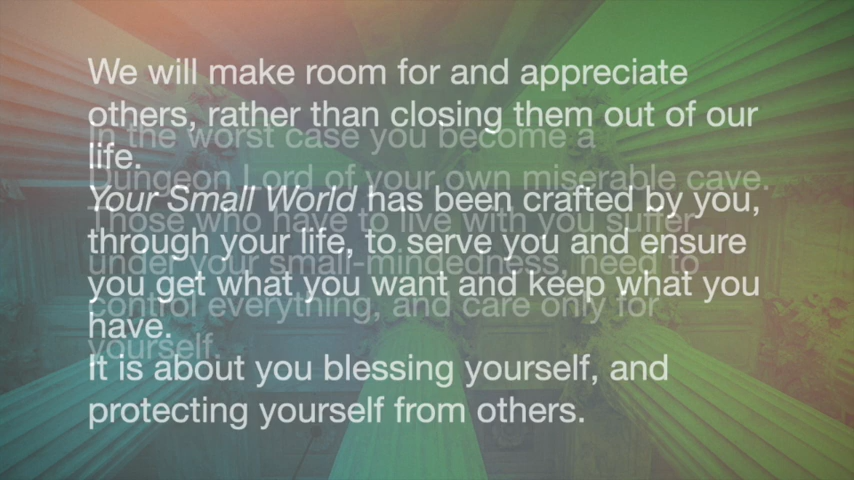 We will make room for and appreciate
others, rather than closing them out of our
life.
Your Small World has been crafted by you,
through your life, to serve you and ensure
you get what you want and keep what you
have.
It is about you blessing yourself, and
protecting yourself from others.
In the worst case you become a
Dungeon Lord of your own miserable cave.
Those who have to live with you suffer
under your small-mindedness, need to
control everything, and care only for
yourself.